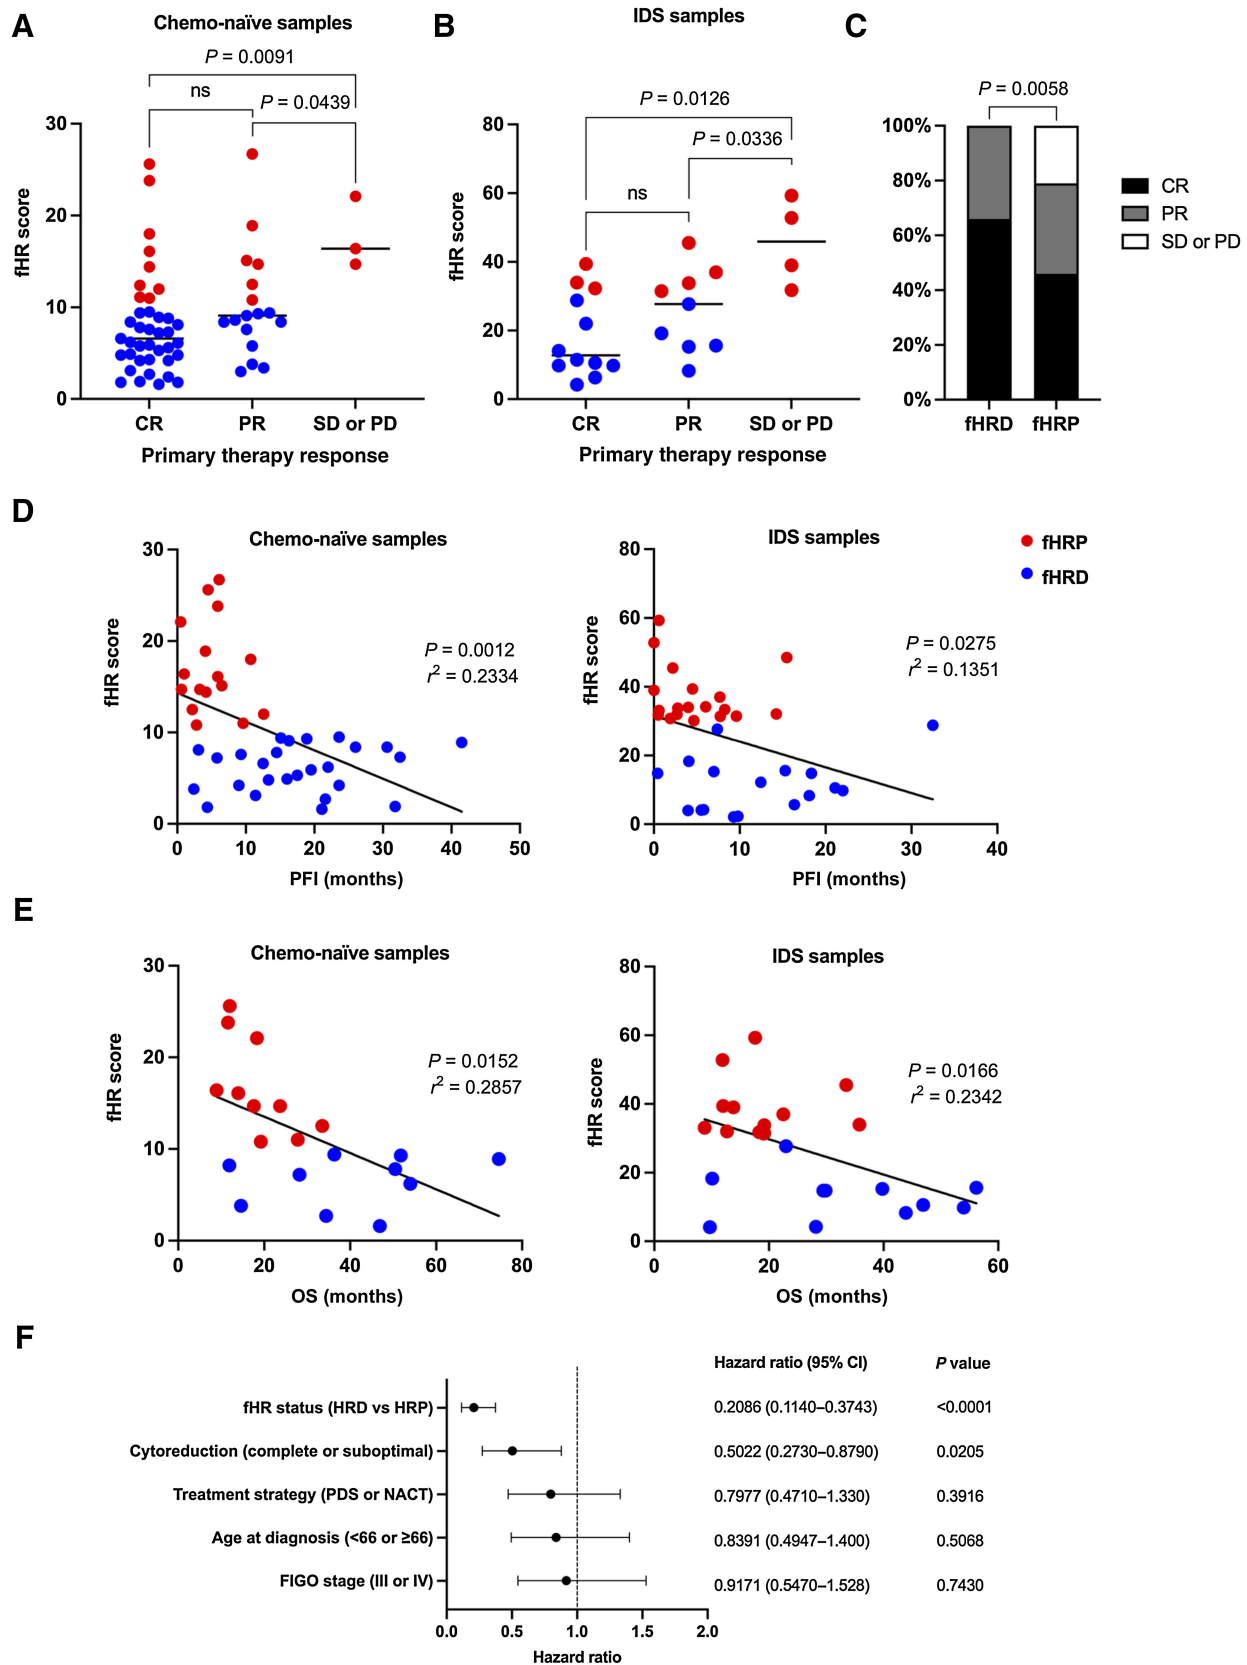 A
Chemo-naïve samples
P = 0.0091
ns
P = 0.0439
30
20
10
0
fHR score
CR
PR
SD or PD
Primary therapy response
B
IDS samples
P = 0.0126
P = 0.0336
ns
80
60
40
20
0
fHR score
CR
PR
SD or PD
Primary therapy response
C
P = 0.0058
100%
80%
60%
40%
20%
0%
fHRD
fHRP
CR
PR
SD or PD
D
Chemo-naïve samples
30
20
10
0
fHR score
P = 0.0012
r² = 0.2334
0
10
20
30
40
50
PFI (months)
IDS samples
80
60
40
20
0
fHR score
P = 0.0275
r² = 0.1351
0
10
20
30
40
PFI (months)
fHRP
fHRD
E
Chemo-naïve samples
30
20
10
0
fHR score
P = 0.0152
r² = 0.2857
0
20
40
60
80
OS (months)
IDS samples
80
60
40
20
0
fHR score
P = 0.0166
r² = 0.2342
0
20
40
60
OS (months)
F
Hazard ratio (95% CI)
P value
fHR status (HRD vs HRP)
0.2086 (0.1140–0.3743)
<0.0001
Cytoreduction (complete or suboptimal)
0.5022 (0.2730–0.8790)
0.0205
Treatment strategy (PDS or NACT)
0.7977 (0.4710–1.330)
0.3916
Age at diagnosis (<66 or ≥66)
0.8391 (0.4947–1.400)
0.5068
FIGO stage (III or IV)
0.9171 (0.5470–1.528)
0.7430
0.0
0.5
1.0
1.5
2.0
Hazard ratio